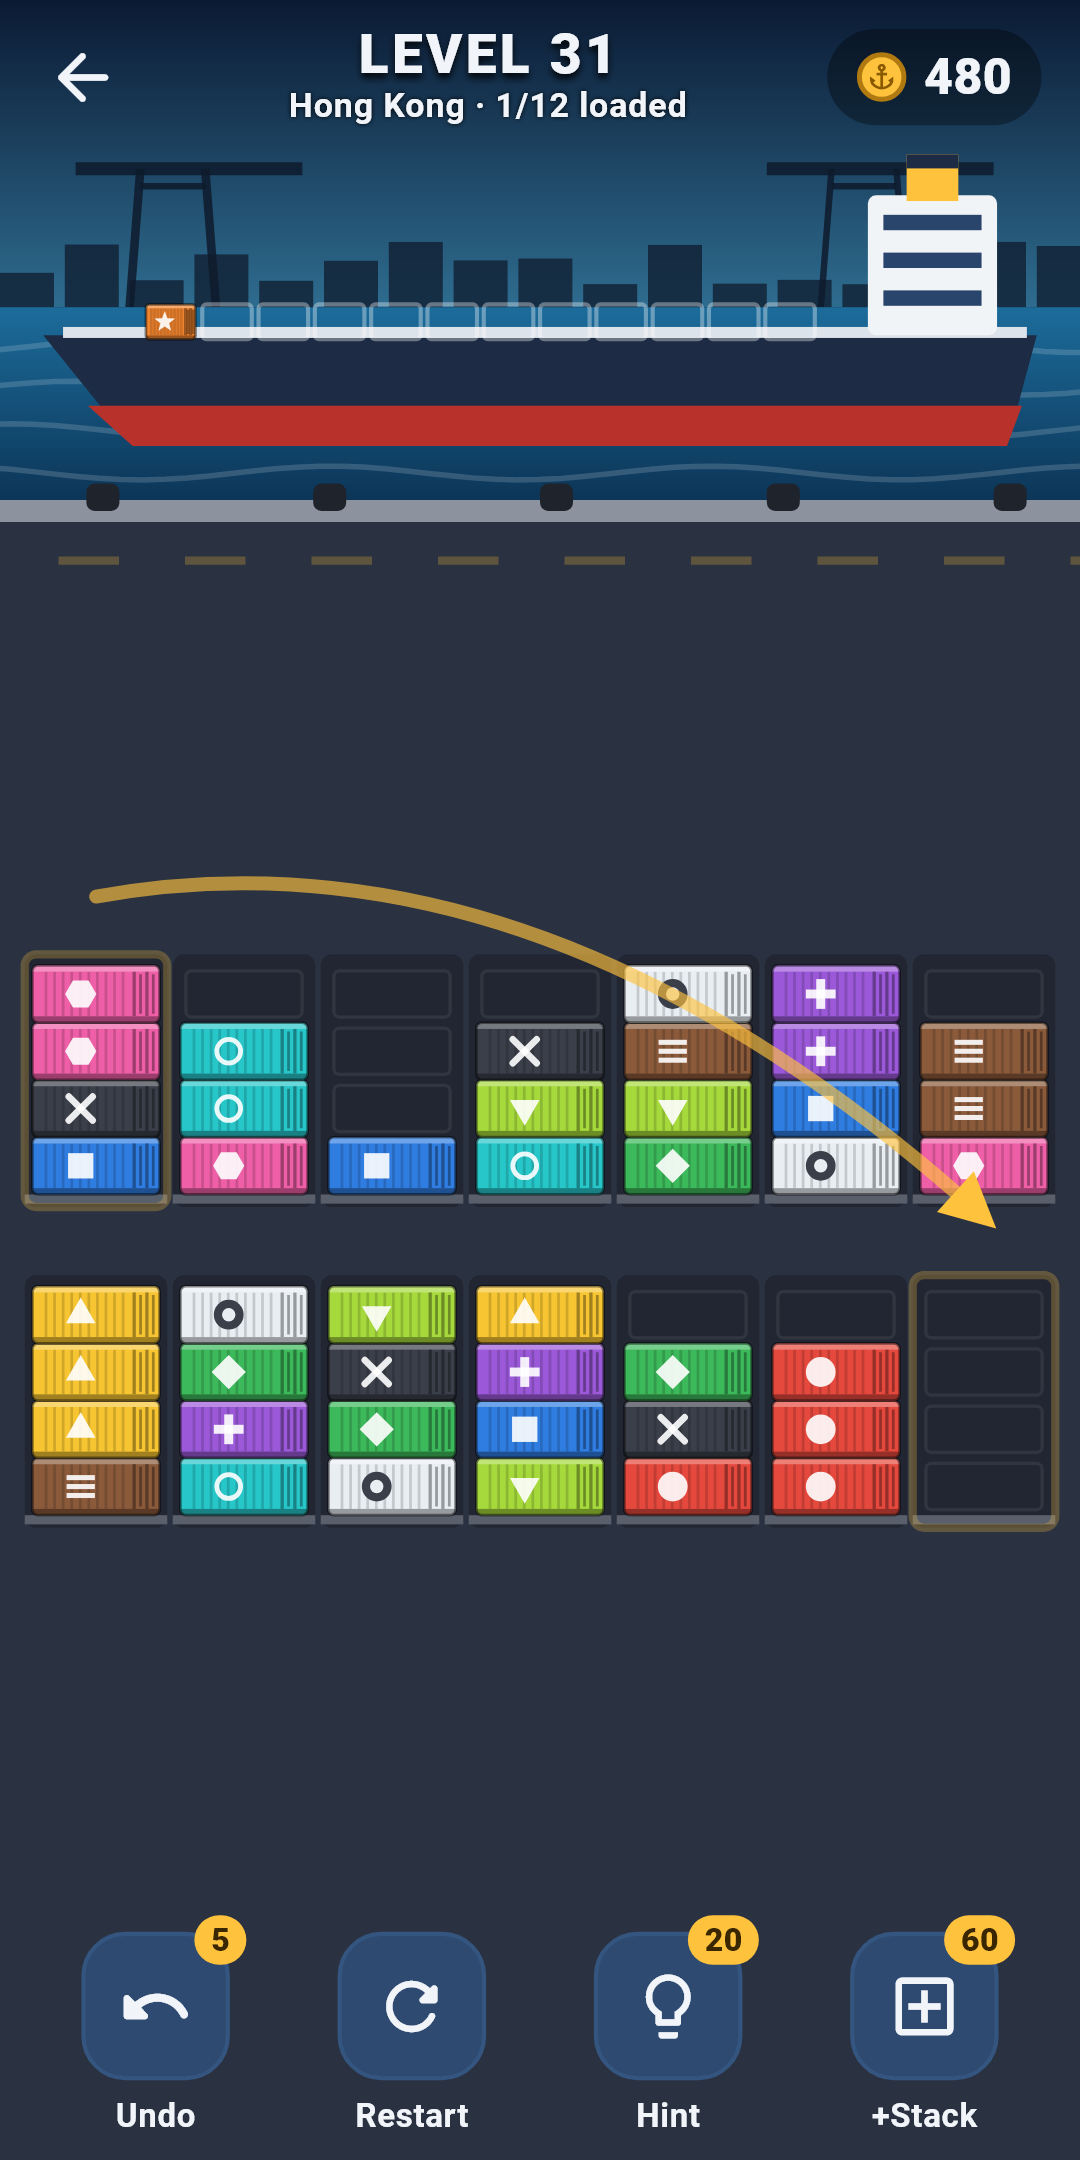 LEVEL 31
Hong Kong · 1/12 loaded
480
5
20
60
Undo
Restart
Hint
+Stack